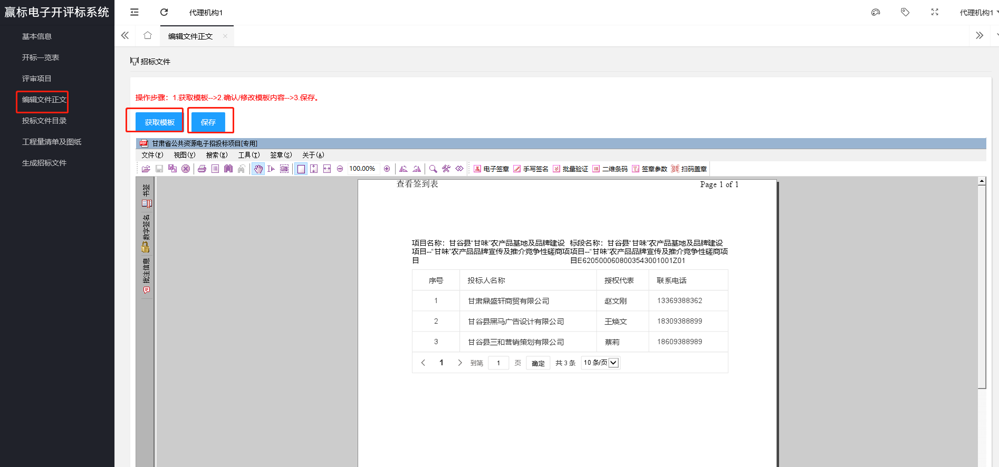 赢标电子开评标系统
代理机构1
代理机构1
基本信息
开标一览表
评审项目
编辑文件正文
投标文件目录
工程量清单及图纸
生成招标文件
编辑文件正文 ×
招标文件
操作步骤：1.获取模板-->2.确认/修改模板内容-->3.保存。
获取模板
保存
甘肃省公共资源电子招投标项目[专用]
文件(F) 视图(V) 搜索(E) 工具(T) 签章(S) 关于(A)
100.00% 电子签章 手写签名 批量验证 二维条码 签章参数 扫码盖章
书签
数字签名
批注信息
查看签到表 Page 1 of 1
项目名称：甘谷县“甘味”农产品基地及品牌建设
项目--“甘味”农产品品牌宣传及推介竞争性磋商项
目
标段名称：甘谷县“甘味”农产品基地及品牌建设
项目--“甘味”农产品品牌宣传及推介竞争性磋商项
目E6205000608003543001001Z01
序号 投标人名称 授权代表 联系电话
1 甘肃鼎盛轩商贸有限公司 赵文刚 13369388362
2 甘谷县黑马广告设计有限公司 王焕文 18309388899
3 甘谷县三和营销策划有限公司 蔡莉 18609388989
1 到第 1 页 确定 共 3 条 10 条/页